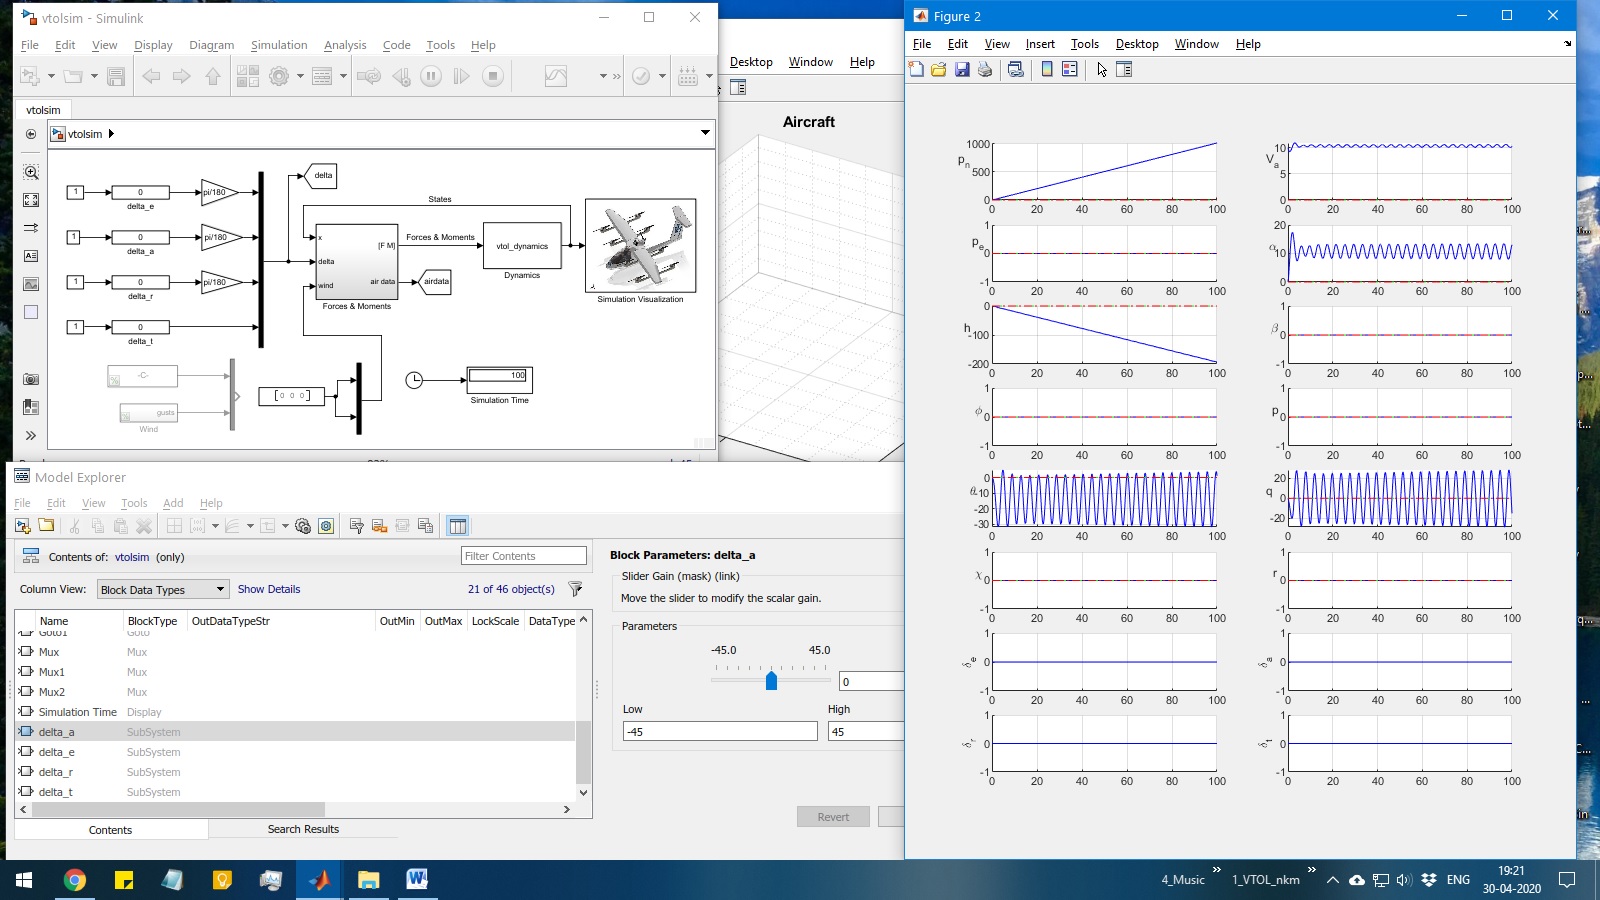 vtolsim - Simulink
File Edit View Display Diagram Simulation Analysis Code Tools Help
vtolsim
vtolsim
1 0 pi/180
delta_e
1 0 pi/180
delta_a
1 0 pi/180
delta_r
1 0
delta_t
delta
States
x
delta
wind
[F M]
air data
Forces & Moments
Forces & Moments
airdata
vtol_dynamics
Dynamics
Simulation Visualization
-C-
gusts
Wind
[0 0 0]
100
Simulation Time
Desktop Window Help
Aircraft
Model Explorer
File Edit View Tools Add Help
Contents of: vtolsim (only)
Filter Contents
Column View: Block Data Types Show Details 21 of 46 object(s)
Name BlockType OutDataTypeStr OutMin OutMax LockScale DataType
Goto1 Goto
Mux Mux
Mux1 Mux
Mux2 Mux
Simulation Time Display
delta_a SubSystem
delta_e SubSystem
delta_r SubSystem
delta_t SubSystem
Contents Search Results
Block Parameters: delta_a
Slider Gain (mask) (link)
Move the slider to modify the scalar gain.
Parameters
-45.0 45.0
0
Low High
-45 45
Revert
Figure 2
File Edit View Insert Tools Desktop Window Help
p_n
1000
500
0
0 20 40 60 80 100
V_a
10
5
0
0 20 40 60 80 100
p_e
1
0
-1
0 20 40 60 80 100
α
20
10
0
0 20 40 60 80 100
h
0
-100
-200
0 20 40 60 80 100
β
1
0
-1
0 20 40 60 80 100
φ
1
0
-1
0 20 40 60 80 100
p
1
0
-1
0 20 40 60 80 100
θ
0
-10
-20
-30
0 20 40 60 80 100
q
20
0
-20
0 20 40 60 80 100
χ
1
0
-1
0 20 40 60 80 100
r
1
0
-1
0 20 40 60 80 100
δ_e
1
0
-1
0 20 40 60 80 100
δ_a
1
0
-1
0 20 40 60 80 100
δ_r
1
0
-1
0 20 40 60 80 100
δ_t
1
0
-1
0 20 40 60 80 100
4_Music » 1_VTOL_nkm » ENG 19:21
30-04-2020